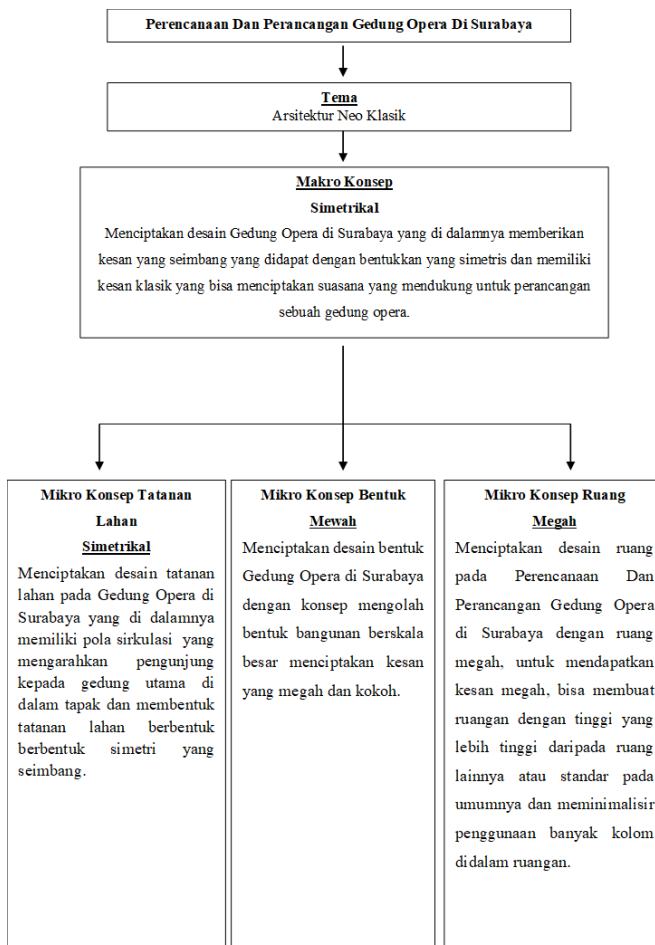 Perencanaan Dan Perancangan Gedung Opera Di Surabaya
Tema
Arsitektur Neo Klasik
Makro Konsep
Simetrikal
Menciptakan desain Gedung Opera di Surabaya yang di dalamnya memberikan
kesan yang seimbang yang didapat dengan bentukkan yang simetris dan memiliki
kesan klasik yang bisa menciptakan suasana yang mendukung untuk perancangan
sebuah gedung opera.
Mikro Konsep Tatanan
Lahan
Simetrikal
Menciptakan desain tatanan
lahan pada Gedung Opera di
Surabaya yang di dalamnya
memiliki pola sirkulasi yang
mengarahkan pengunjung
kepada gedung utama di
dalam tapak dan membentuk
tatanan lahan berbentuk
berbentuk simetri yang
seimbang.
Mikro Konsep Bentuk
Mewah
Menciptakan desain bentuk
Gedung Opera di Surabaya
dengan konsep mengolah
bentuk bangunan berskala
besar menciptakan kesan
yang megah dan kokoh.
Mikro Konsep Ruang
Megah
Menciptakan desain ruang
pada Perencanaan Dan
Perancangan Gedung Opera
di Surabaya dengan ruang
megah, untuk mendapatkan
kesan megah, bisa membuat
ruangan dengan tinggi yang
lebih tinggi daripada ruang
lainnya atau standar pada
umumnya dan meminimalisir
penggunaan banyak kolom
didalam ruangan.